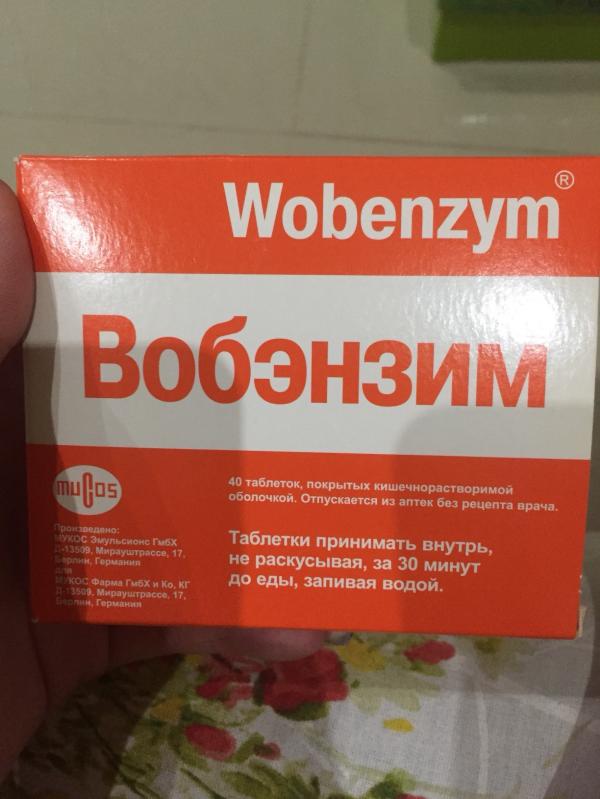 Wobenzym®
Вобэнзим
mucos
40 таблеток, покрытых кишечнорастворимой
оболочкой. Отпускается из аптек без рецепта врача.
Таблетки принимать внутрь,
не раскусывая, за 30 минут
до еды, запивая водой.
Произведено:
МУКОС Эмульсионс ГмбХ
Д-13509, Мирауштрассе, 17,
Берлин, Германия
для
МУКОС Фарма ГмбХ и Ко, КГ
Д-13509, Мирауштрассе, 17,
Берлин, Германия